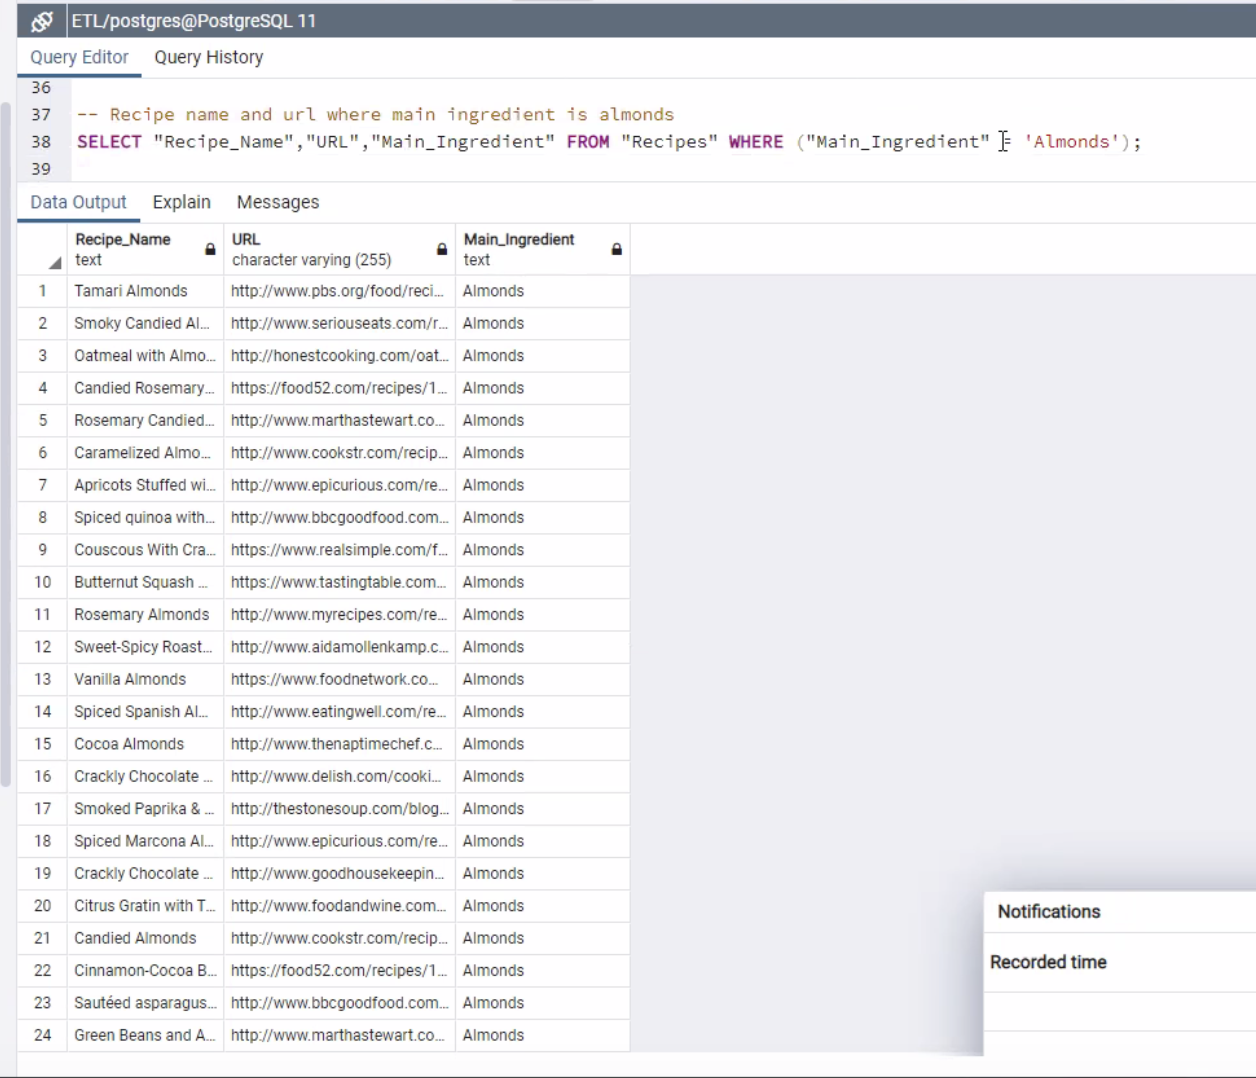 ETL/postgres@PostgreSQL 11
Query Editor Query History
36
37 -- Recipe name and url where main ingredient is almonds
38 SELECT "Recipe_Name","URL","Main_Ingredient" FROM "Recipes" WHERE ("Main_Ingredient" = 'Almonds');
39
Data Output Explain Messages
Recipe_Name URL Main_Ingredient
text character varying (255) text
1 Tamari Almonds http://www.pbs.org/food/reci... Almonds
2 Smoky Candied Al... http://www.seriouseats.com/r... Almonds
3 Oatmeal with Almo... http://honestcooking.com/oat... Almonds
4 Candied Rosemary... https://food52.com/recipes/1... Almonds
5 Rosemary Candied... http://www.marthastewart.co... Almonds
6 Caramelized Almo... http://www.cookstr.com/recip... Almonds
7 Apricots Stuffed wi... http://www.epicurious.com/re... Almonds
8 Spiced quinoa with... http://www.bbcgoodfood.com... Almonds
9 Couscous With Cra... https://www.realsimple.com/f... Almonds
10 Butternut Squash ... https://www.tastingtable.com... Almonds
11 Rosemary Almonds http://www.myrecipes.com/re... Almonds
12 Sweet-Spicy Roast... http://www.aidamollenkamp.c... Almonds
13 Vanilla Almonds https://www.foodnetwork.co... Almonds
14 Spiced Spanish Al... http://www.eatingwell.com/re... Almonds
15 Cocoa Almonds http://www.thenaptimechef.c... Almonds
16 Crackly Chocolate ... http://www.delish.com/cooki... Almonds
17 Smoked Paprika & ... http://thestonesoup.com/blog... Almonds
18 Spiced Marcona Al... http://www.epicurious.com/re... Almonds
19 Crackly Chocolate ... http://www.goodhousekeepin... Almonds
20 Citrus Gratin with T... http://www.foodandwine.com... Almonds
21 Candied Almonds http://www.cookstr.com/recip... Almonds
22 Cinnamon-Cocoa B... https://food52.com/recipes/1... Almonds
23 Sautéed asparagus... http://www.bbcgoodfood.com... Almonds
24 Green Beans and A... http://www.marthastewart.co... Almonds
Notifications
Recorded time